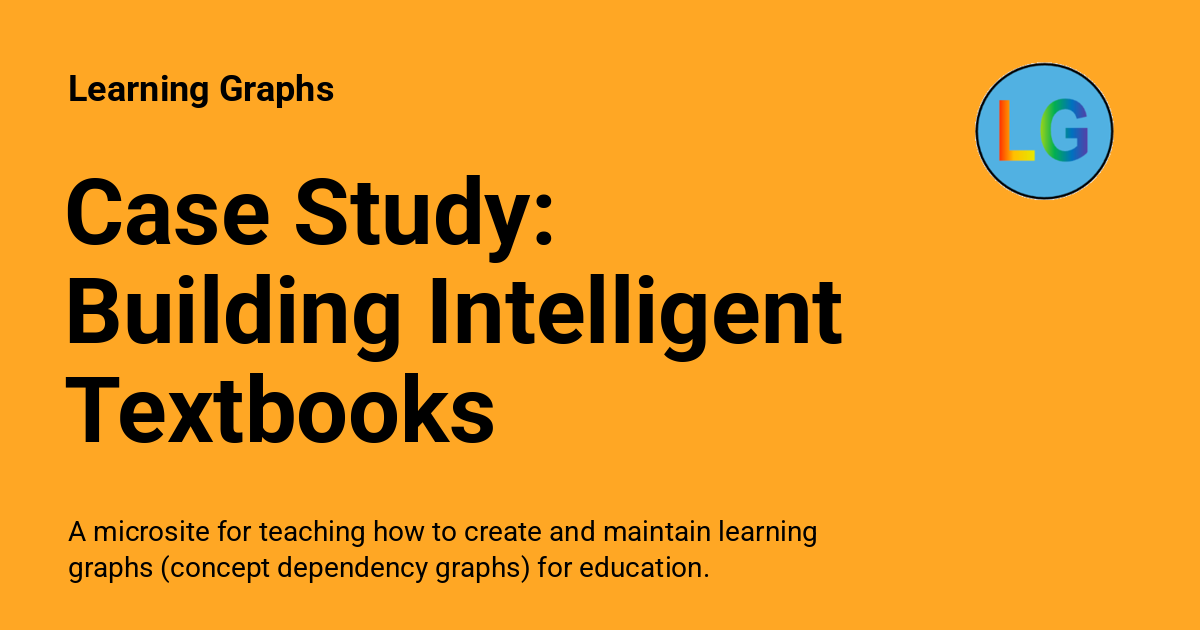 Learning Graphs
LG
Case Study:
Building Intelligent
Textbooks
A microsite for teaching how to create and maintain learning
graphs (concept dependency graphs) for education.